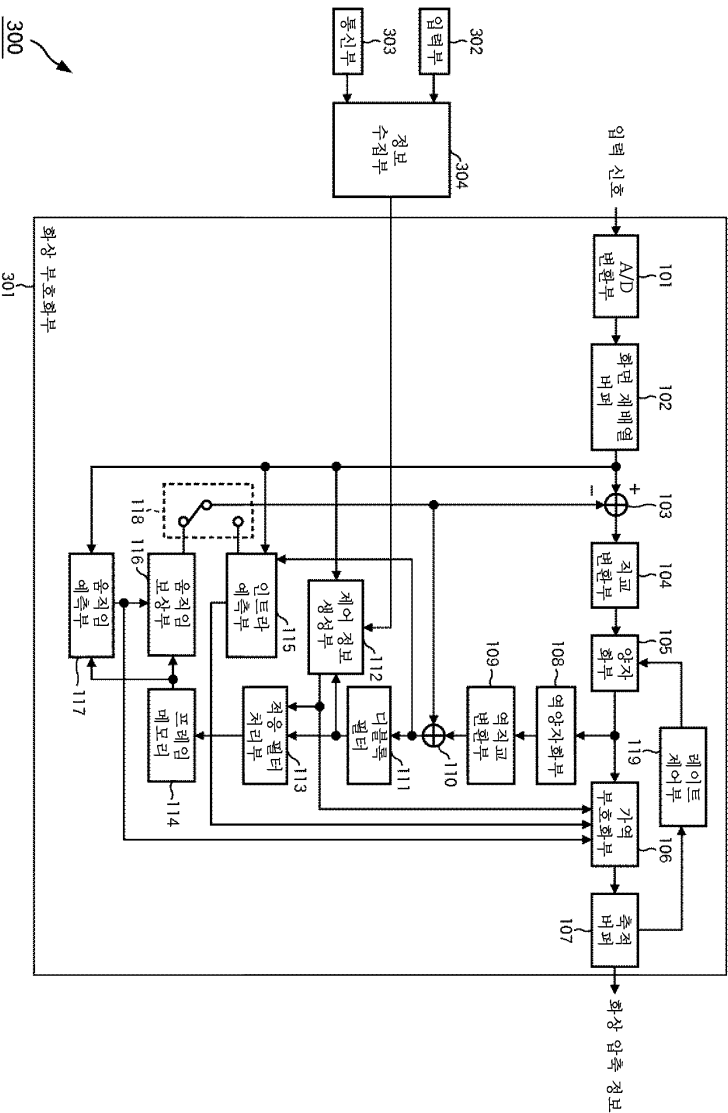 300
302
입력부
303
통신부
304
정보
수집부
입력 신호
화상 부호화부
301
101
A/D
변환부
102
화면 재배열
버퍼
+
−
103
104
직교
변환부
105
양자
화부
119
레이트
제어부
106
가역
부호화부
107
축적
버퍼
화상 압축 정보
108
역양자화부
109
역직교
변환부
110
111
디블록
필터
112
제어 정보
생성부
113
적응 필터
처리부
114
프레임
메모리
115
인트라
예측부
116
움직임
보상부
117
움직임
예측부
118